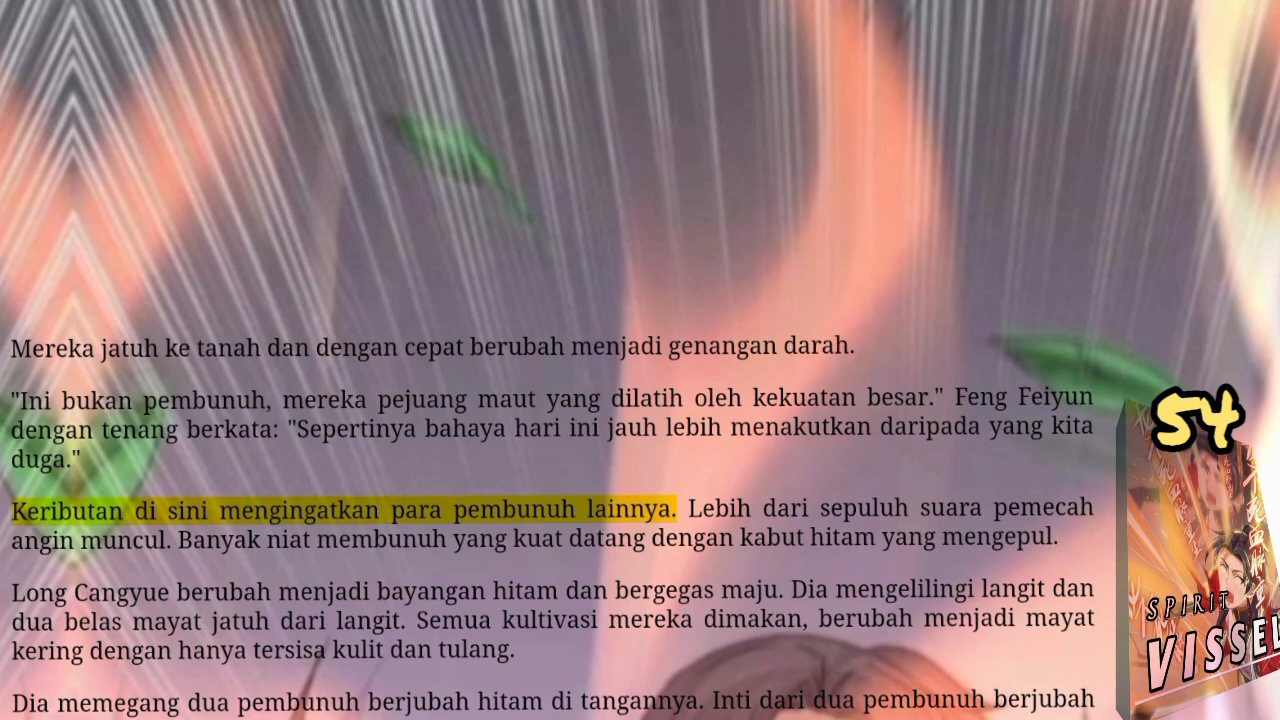 Mereka jatuh ke tanah dan dengan cepat berubah menjadi genangan darah.
"Ini bukan pembunuh, mereka pejuang maut yang dilatih oleh kekuatan besar." Feng Feiyun
dengan tenang berkata: "Sepertinya bahaya hari ini jauh lebih menakutkan daripada yang kita
duga."
Keributan di sini mengingatkan para pembunuh lainnya. Lebih dari sepuluh suara pemecah
angin muncul. Banyak niat membunuh yang kuat datang dengan kabut hitam yang mengepul.
Long Cangyue berubah menjadi bayangan hitam dan bergegas maju. Dia mengelilingi langit dan
dua belas mayat jatuh dari langit. Semua kultivasi mereka dimakan, berubah menjadi mayat
kering dengan hanya tersisa kulit dan tulang.
Dia memegang dua pembunuh berjubah hitam di tangannya. Inti dari dua pembunuh berjubah
54
SPIRIT
VISSEL